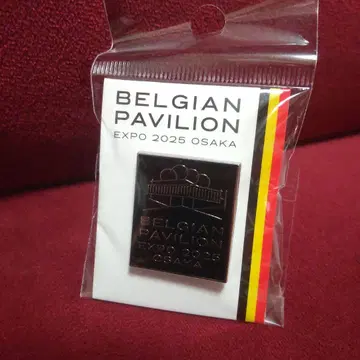 BELGIAN
PAVILION
EXPO 2025 OSAKA
BELGIAN
PAVILION
EXPO 2025
OSAKA